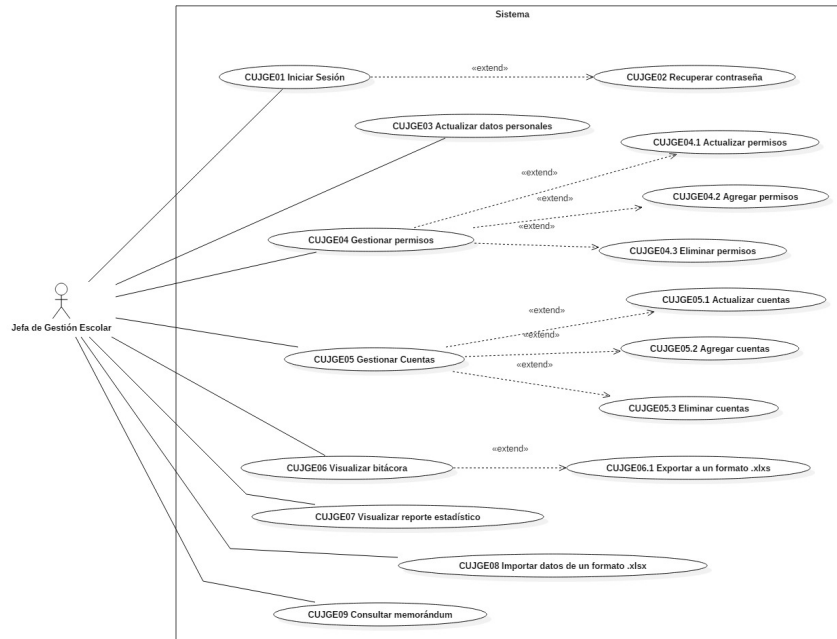 Sistema
CUJGE01 Iniciar Sesión
«extend»
CUJGE02 Recuperar contraseña
CUJGE03 Actualizar datos personales
CUJGE04.1 Actualizar permisos
«extend»
CUJGE04.2 Agregar permisos
«extend»
CUJGE04 Gestionar permisos
«extend»
CUJGE04.3 Eliminar permisos
Jefa de Gestión Escolar
CUJGE05.1 Actualizar cuentas
«extend»
«extend»
CUJGE05.2 Agregar cuentas
CUJGE05 Gestionar Cuentas
«extend»
CUJGE05.3 Eliminar cuentas
«extend»
CUJGE06 Visualizar bitácora
CUJGE06.1 Exportar a un formato .xlxs
CUJGE07 Visualizar reporte estadístico
CUJGE08 Importar datos de un formato .xlsx
CUJGE09 Consultar memorándum